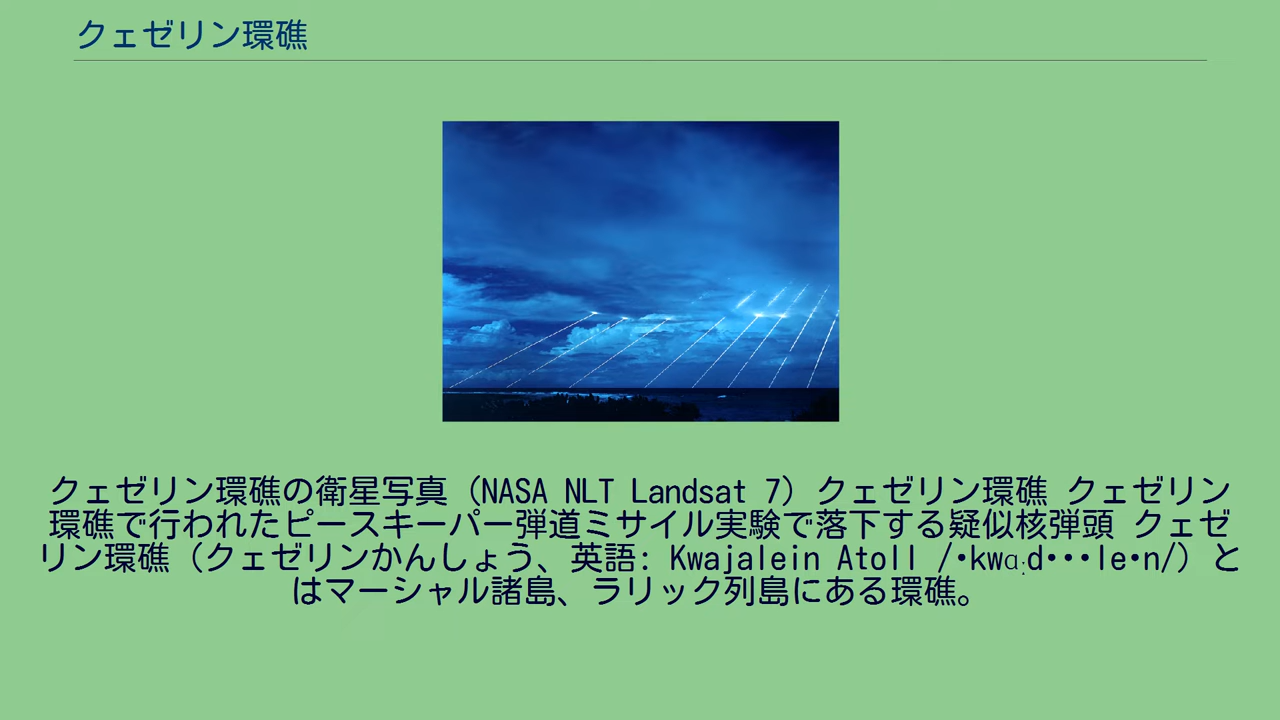 クェゼリン環礁
クェゼリン環礁の衛星写真（NASA NLT Landsat 7）クェゼリン環礁 クェゼリン
環礁で行われたピースキーパー弾道ミサイル実験で落下する疑似核弾頭 クェゼ
リン環礁（クェゼリンかんしょう、英語: Kwajalein Atoll /•kwɑːd•••le•n/）と
はマーシャル諸島、ラリック列島にある環礁。